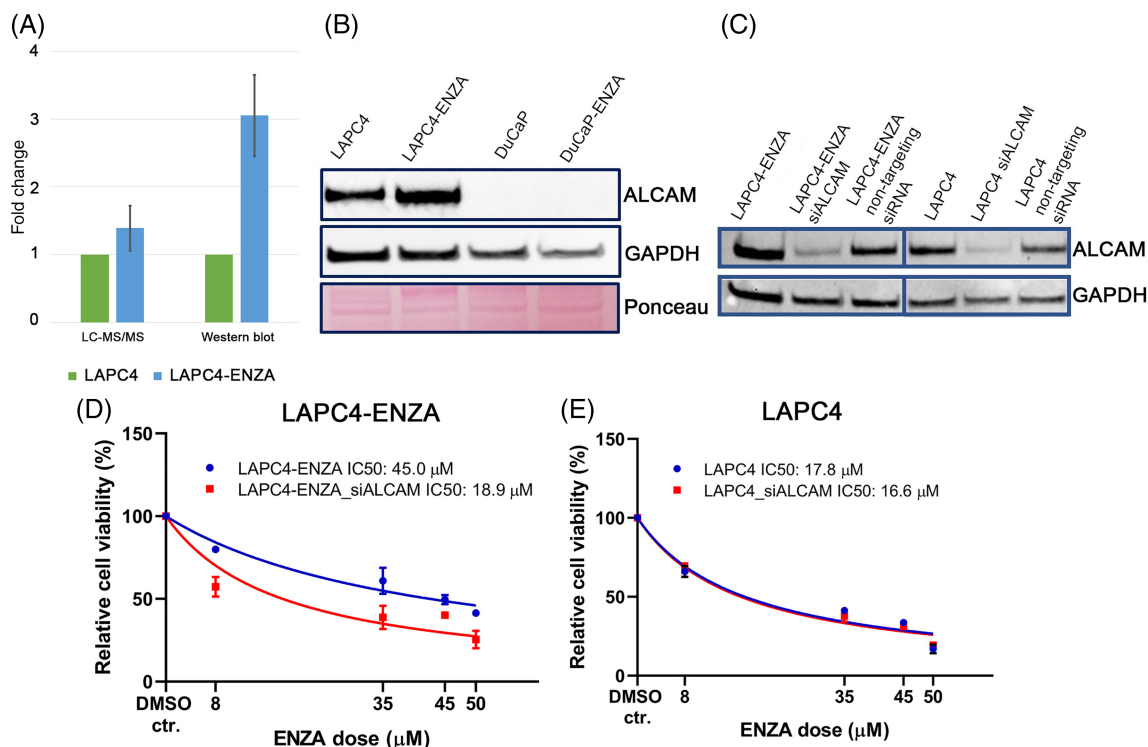 (A)
4
3
2
1
0
Fold change
LC-MS/MS
Western blot
LAPC4
LAPC4-ENZA
(B)
LAPC4
LAPC4-ENZA
DuCaP
DuCaP-ENZA
ALCAM
GAPDH
Ponceau
(C)
LAPC4-ENZA
LAPC4-ENZA
siALCAM
LAPC4-ENZA
non-targeting
siRNA
LAPC4
LAPC4 siALCAM
LAPC4
non-targeting
siRNA
ALCAM
GAPDH
(D)
LAPC4-ENZA
150
100
50
0
Relative cell viability (%)
LAPC4-ENZA IC50: 45.0 μM
LAPC4-ENZA_siALCAM IC50: 18.9 μM
DMSO
ctr.
8
35
45
50
ENZA dose (μM)
(E)
LAPC4
150
100
50
0
Relative cell viability (%)
LAPC4 IC50: 17.8 μM
LAPC4_siALCAM IC50: 16.6 μM
DMSO
ctr.
8
35
45
50
ENZA dose (μM)